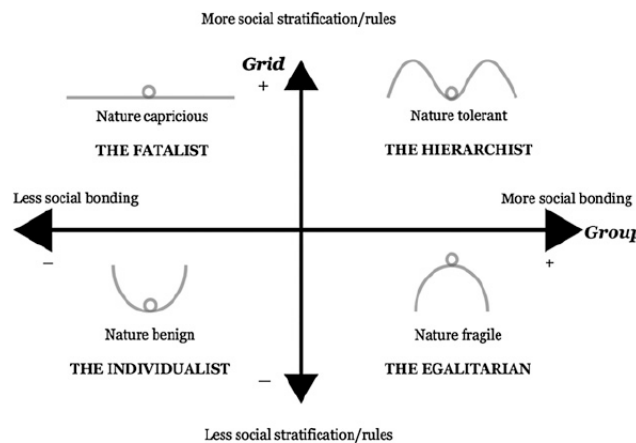 More social stratification/rules
Grid
+
Nature capricious
Nature tolerant
THE FATALIST
THE HIERARCHIST
Less social bonding
More social bonding
Group
–
+
Nature benign
Nature fragile
THE INDIVIDUALIST
THE EGALITARIAN
–
Less social stratification/rules